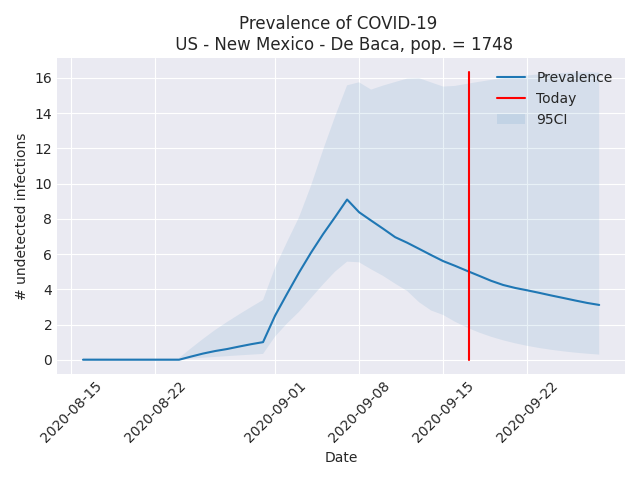 Prevalence of COVID-19
US - New Mexico - De Baca, pop. = 1748
16
14
12
10
8
6
4
2
0
# undetected infections
Prevalence
Today
95CI
2020-08-15
2020-08-22
2020-09-01
2020-09-08
2020-09-15
2020-09-22
Date